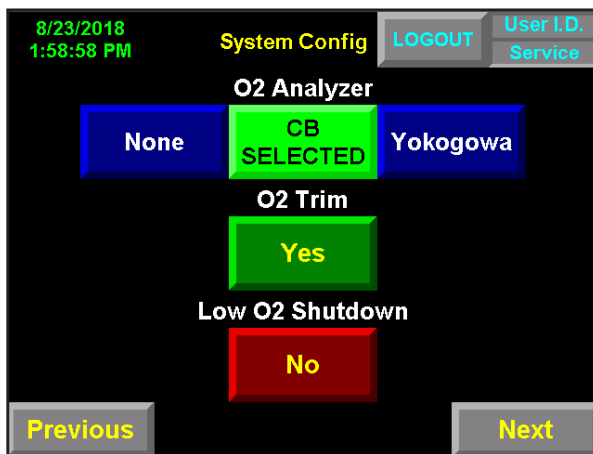 8/23/2018
1:58:58 PM
System Config
LOGOUT
User I.D.
Service
O2 Analyzer
None
CB
SELECTED
Yokogowa
O2 Trim
Yes
Low O2 Shutdown
No
Previous
Next